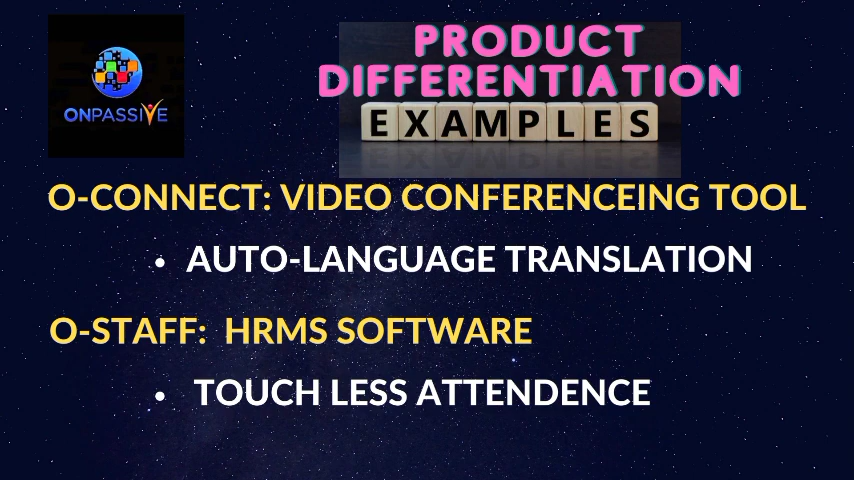 ONPASSIVE
PRODUCT
DIFFERENTIATION
EXAMPLES
O-CONNECT: VIDEO CONFERENCEING TOOL
• AUTO-LANGUAGE TRANSLATION
O-STAFF: HRMS SOFTWARE
• TOUCH LESS ATTENDENCE